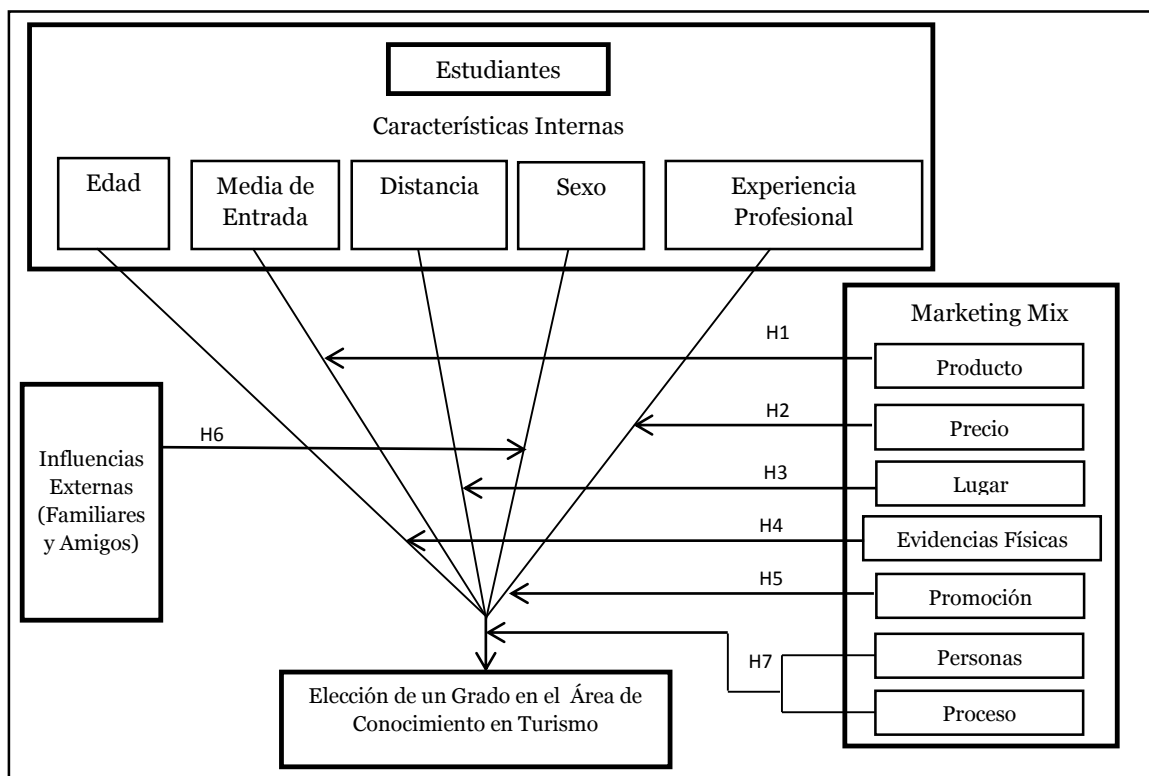 Estudiantes
Características Internas
Edad
Media de
Entrada
Distancia
Sexo
Experiencia
Profesional
Marketing Mix
H1
Producto
H2
Precio
H6
Influencias
Externas
(Familiares
y Amigos)
H3
Lugar
H4
Evidencias Físicas
H5
Promoción
H7
Personas
Proceso
Elección de un Grado en el Área de
Conocimiento en Turismo